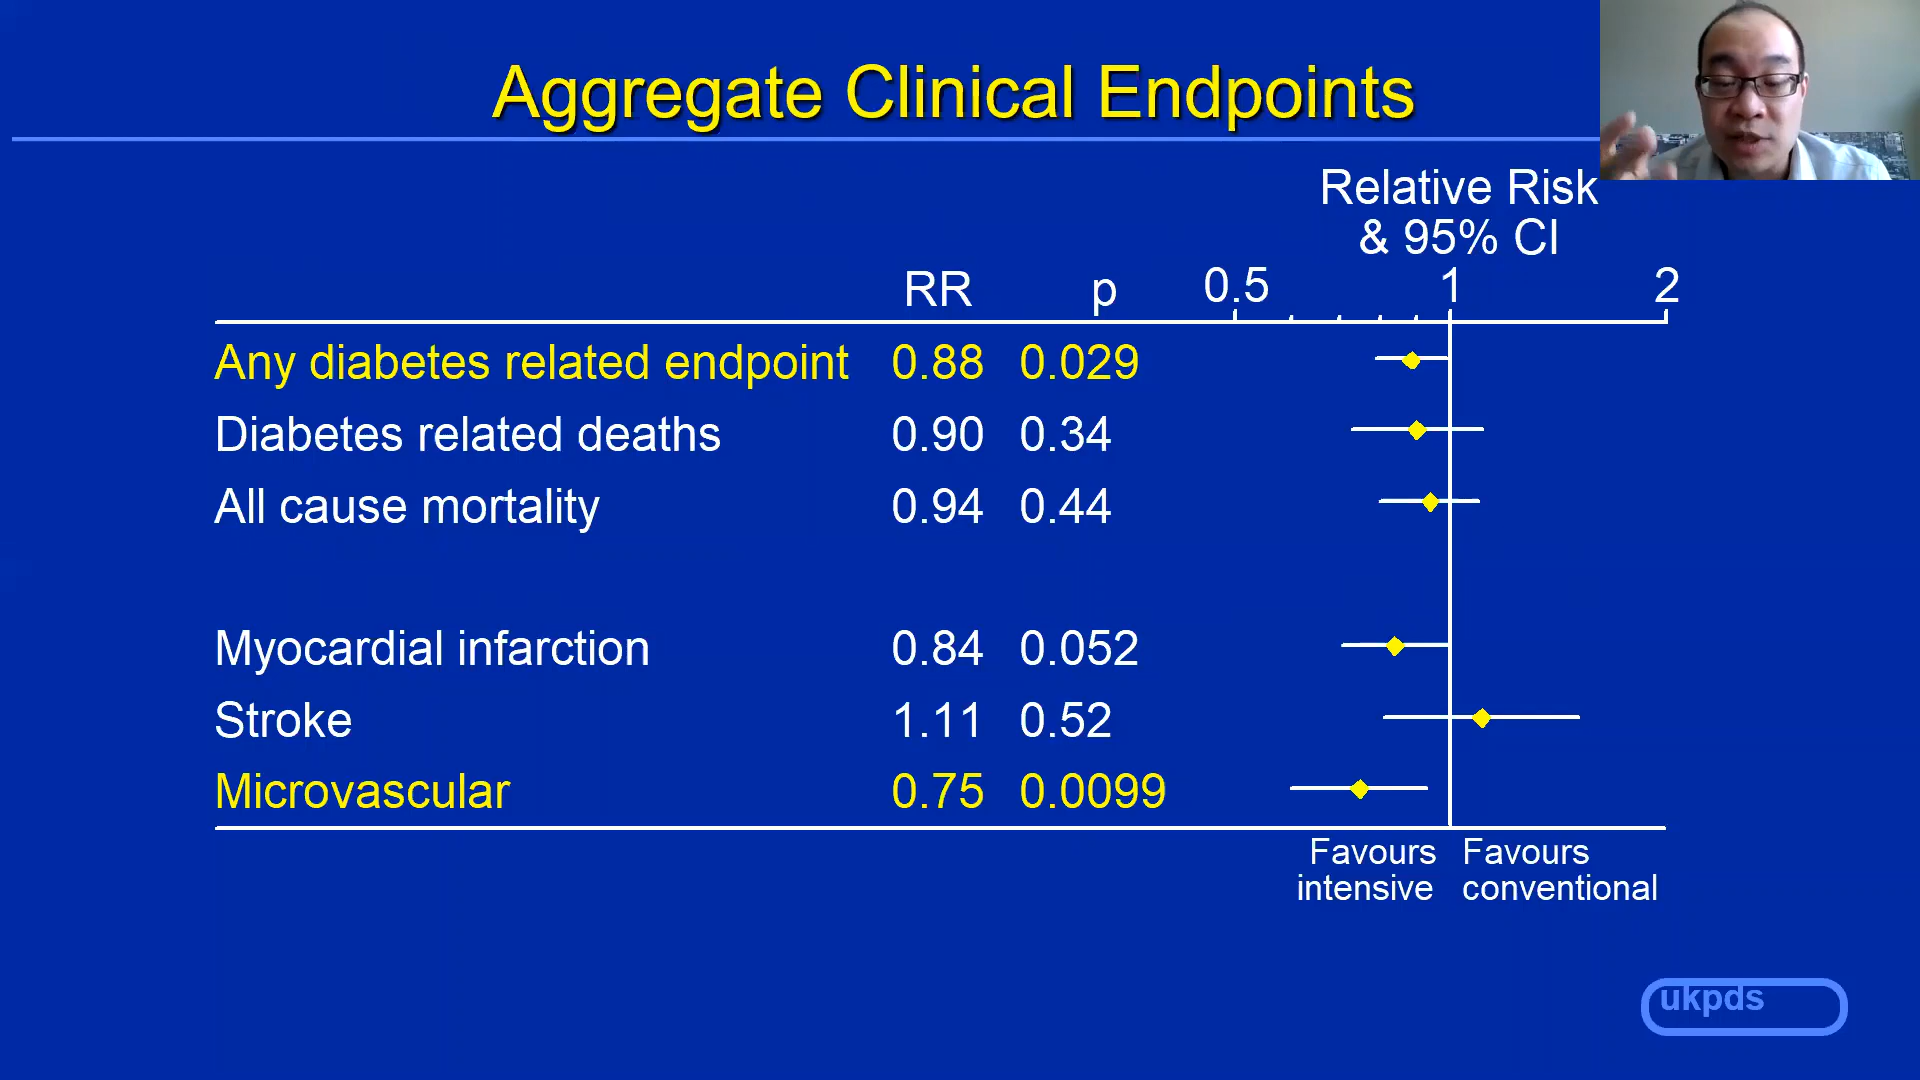 Aggregate Clinical Endpoints
Relative Risk
& 95% CI
RR p 0.5 1 2
Any diabetes related endpoint 0.88 0.029
Diabetes related deaths 0.90 0.34
All cause mortality 0.94 0.44
Myocardial infarction 0.84 0.052
Stroke 1.11 0.52
Microvascular 0.75 0.0099
Favours Favours
intensive conventional
ukpds